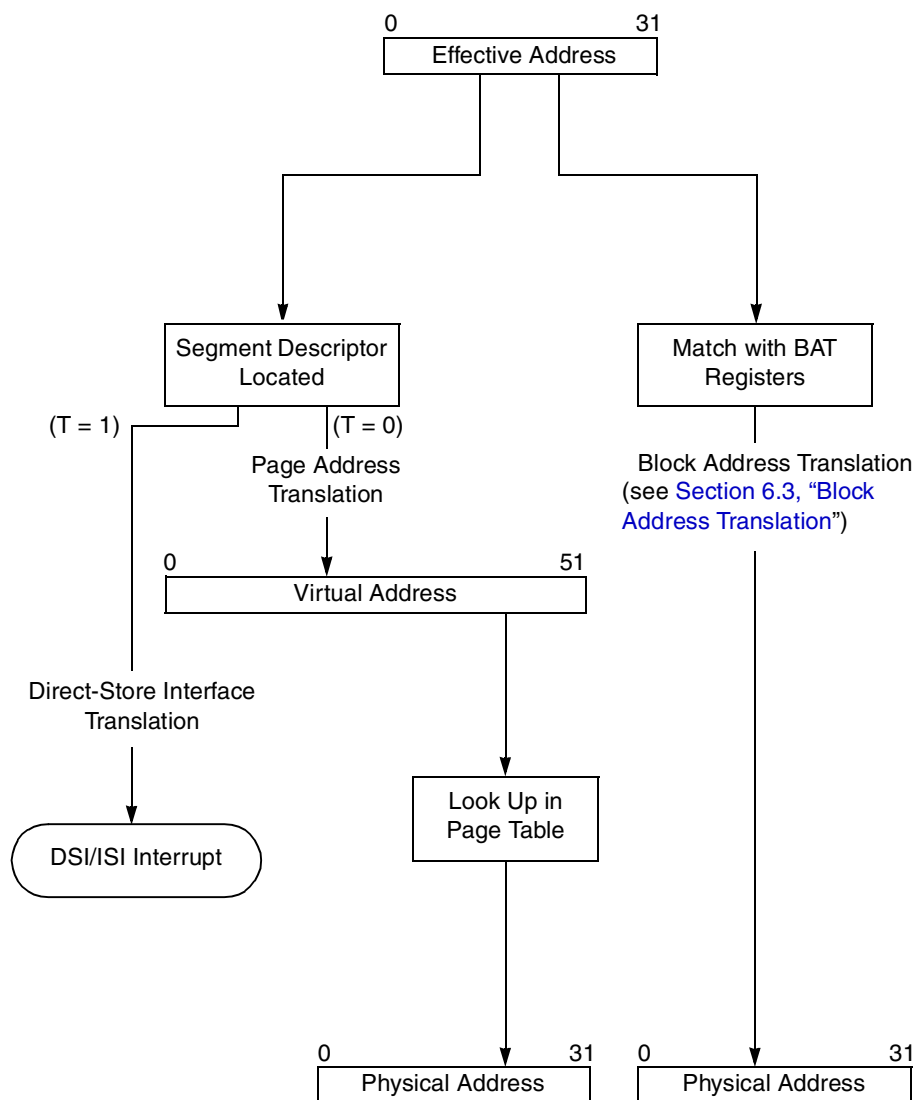 0 31
Effective Address
Segment Descriptor
Located
Match with BAT
Registers
(T = 1)
(T = 0)
Page Address
Translation
Block Address Translation
(see Section 6.3, “Block
Address Translation”)
0 51
Virtual Address
Direct-Store Interface
Translation
Look Up in
Page Table
DSI/ISI Interrupt
0 31
Physical Address
0 31
Physical Address